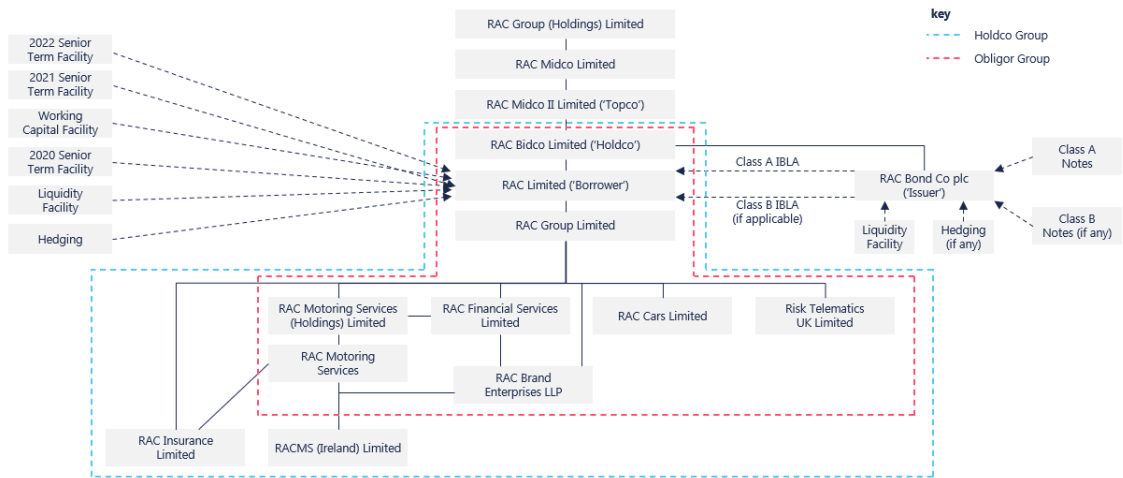 RAC Group (Holdings) Limited
key
Holdco Group
Obligor Group
RAC Midco Limited
RAC Midco II Limited ('Topco')
RAC Bidco Limited ('Holdco')
RAC Limited ('Borrower')
RAC Group Limited
2022 Senior
Term Facility
2021 Senior
Term Facility
Working
Capital Facility
2020 Senior
Term Facility
Liquidity
Facility
Hedging
Class A IBLA
Class B IBLA
(if applicable)
RAC Bond Co plc
('Issuer')
Class A
Notes
Class B
Notes (if any)
Liquidity
Facility
Hedging
(if any)
RAC Motoring Services
(Holdings) Limited
RAC Financial Services
Limited
RAC Cars Limited
Risk Telematics
UK Limited
RAC Motoring
Services
RAC Brand
Enterprises LLP
RAC Insurance
Limited
RACMS (Ireland) Limited